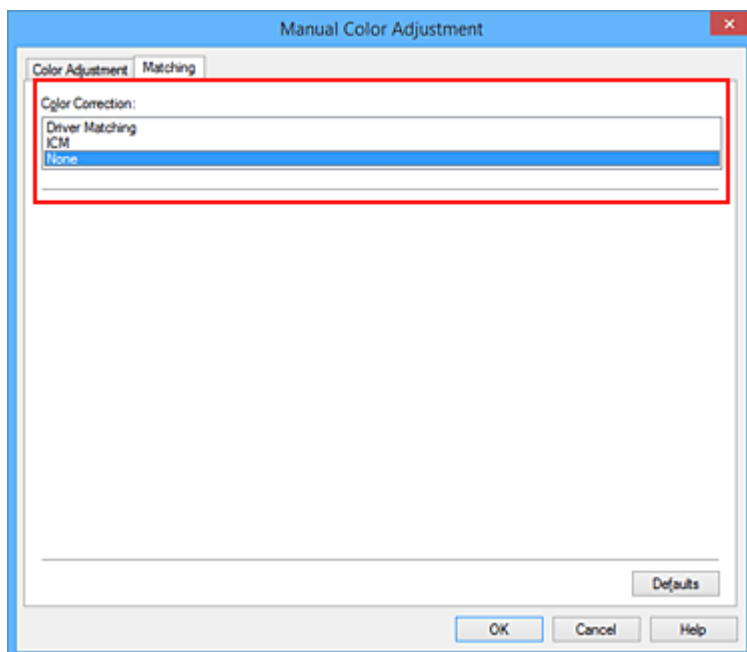 Manual Color Adjustment
Color Adjustment Matching
Color Correction:
Driver Matching
ICM
None
Defaults
OK Cancel Help